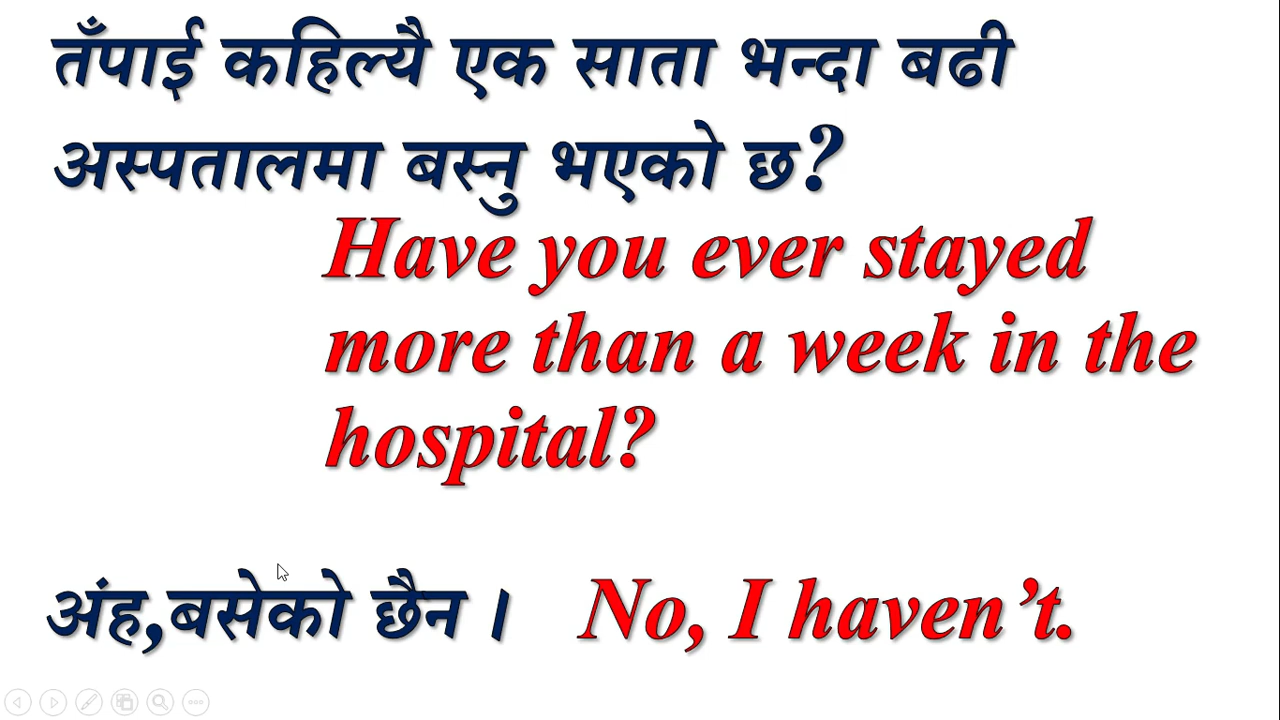 तँपाई कहिल्यै एक साता भन्दा बढी
अस्पतालमा बस्नु भएको छ?
Have you ever stayed
more than a week in the
hospital?
अंह,बसेको छैन । No, I haven’t.